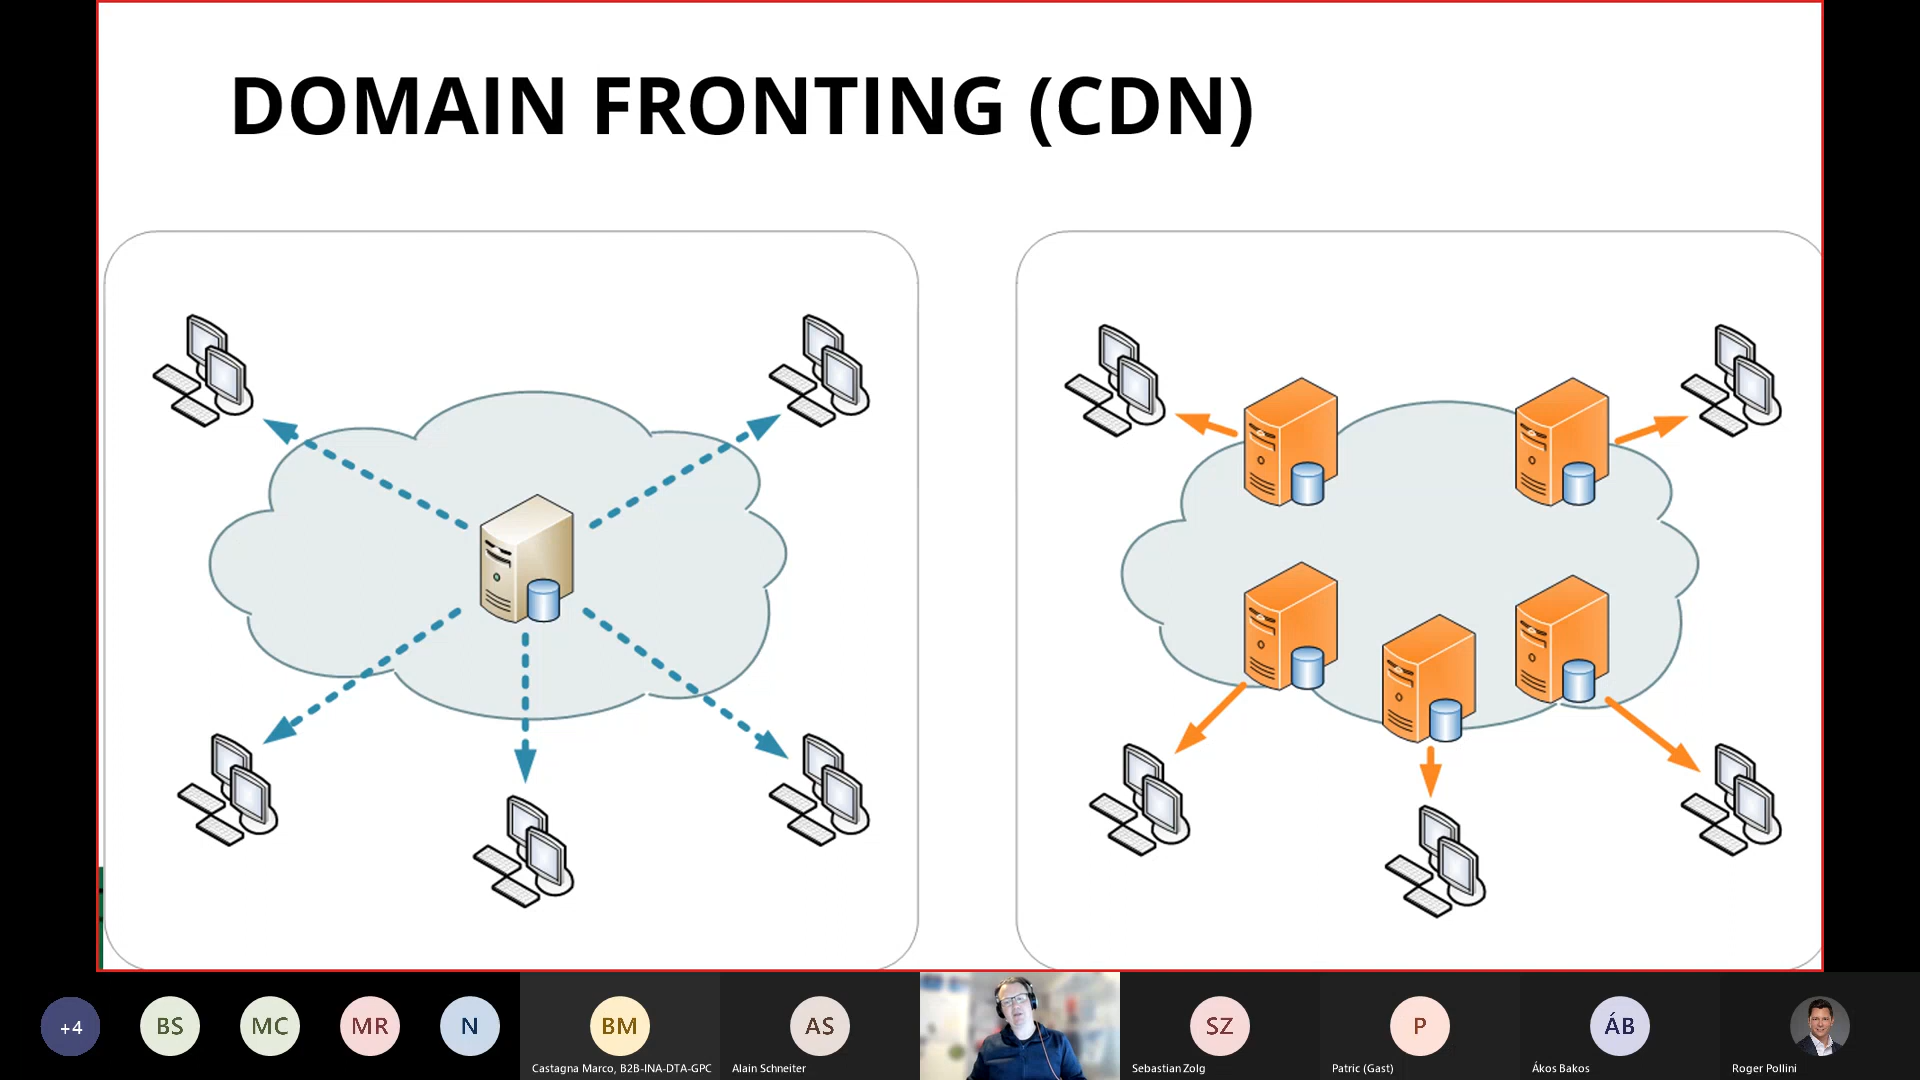 DOMAIN FRONTING (CDN)
+4
BS
MC
MR
N
BM
AS
SZ
P
ÁB
Castagna Marco, B2B-INA-DTA-GPC
Alain Schneiter
Sebastian Zolg
Patric (Gast)
Ákos Bakos
Roger Pollini